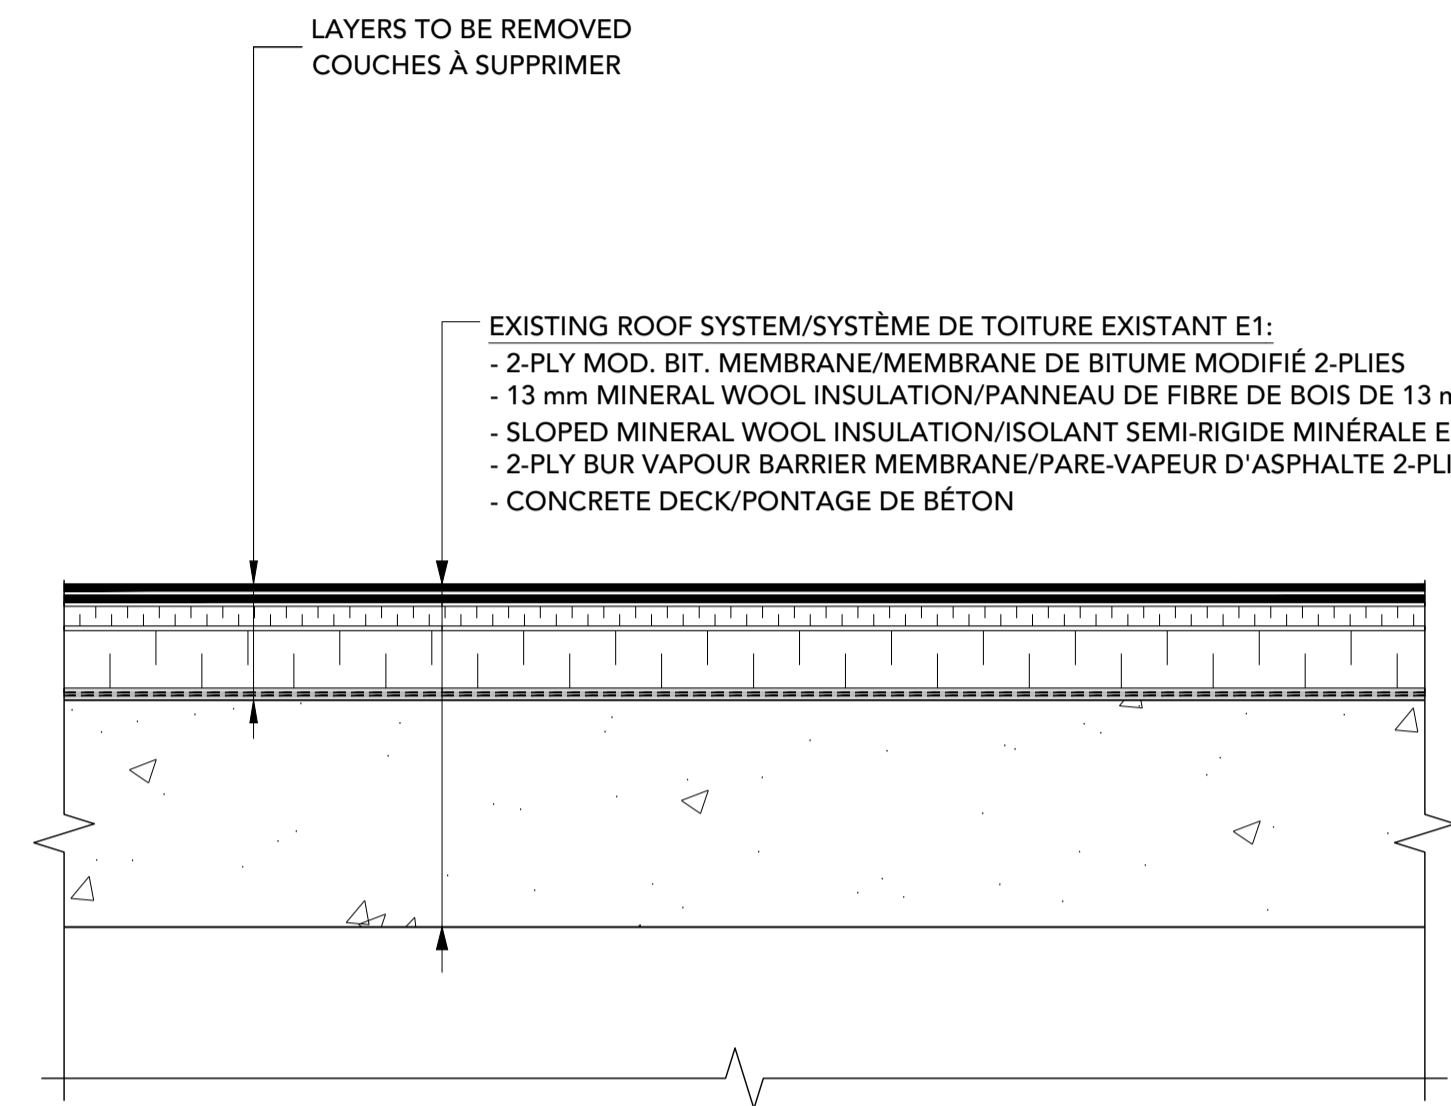 LAYERS TO BE REMOVED
COUCHES À SUPPRIMER
EXISTING ROOF SYSTEM/SYSTÈME DE TOITURE EXISTANT E1:
- 2-PLY MOD. BIT. MEMBRANE/MEMBRANE DE BITUME MODIFIÉ 2-PLIES
- 13 mm MINERAL WOOL INSULATION/PANNEAU DE FIBRE DE BOIS DE 13
- SLOPED MINERAL WOOL INSULATION/ISOLANT SEMI-RIGIDE MINÉRALE
- 2-PLY BUR VAPOUR BARRIER MEMBRANE/PARE-VAPEUR D'ASPHALTE
- CONCRETE DECK/PONTAGE DE BÉTON